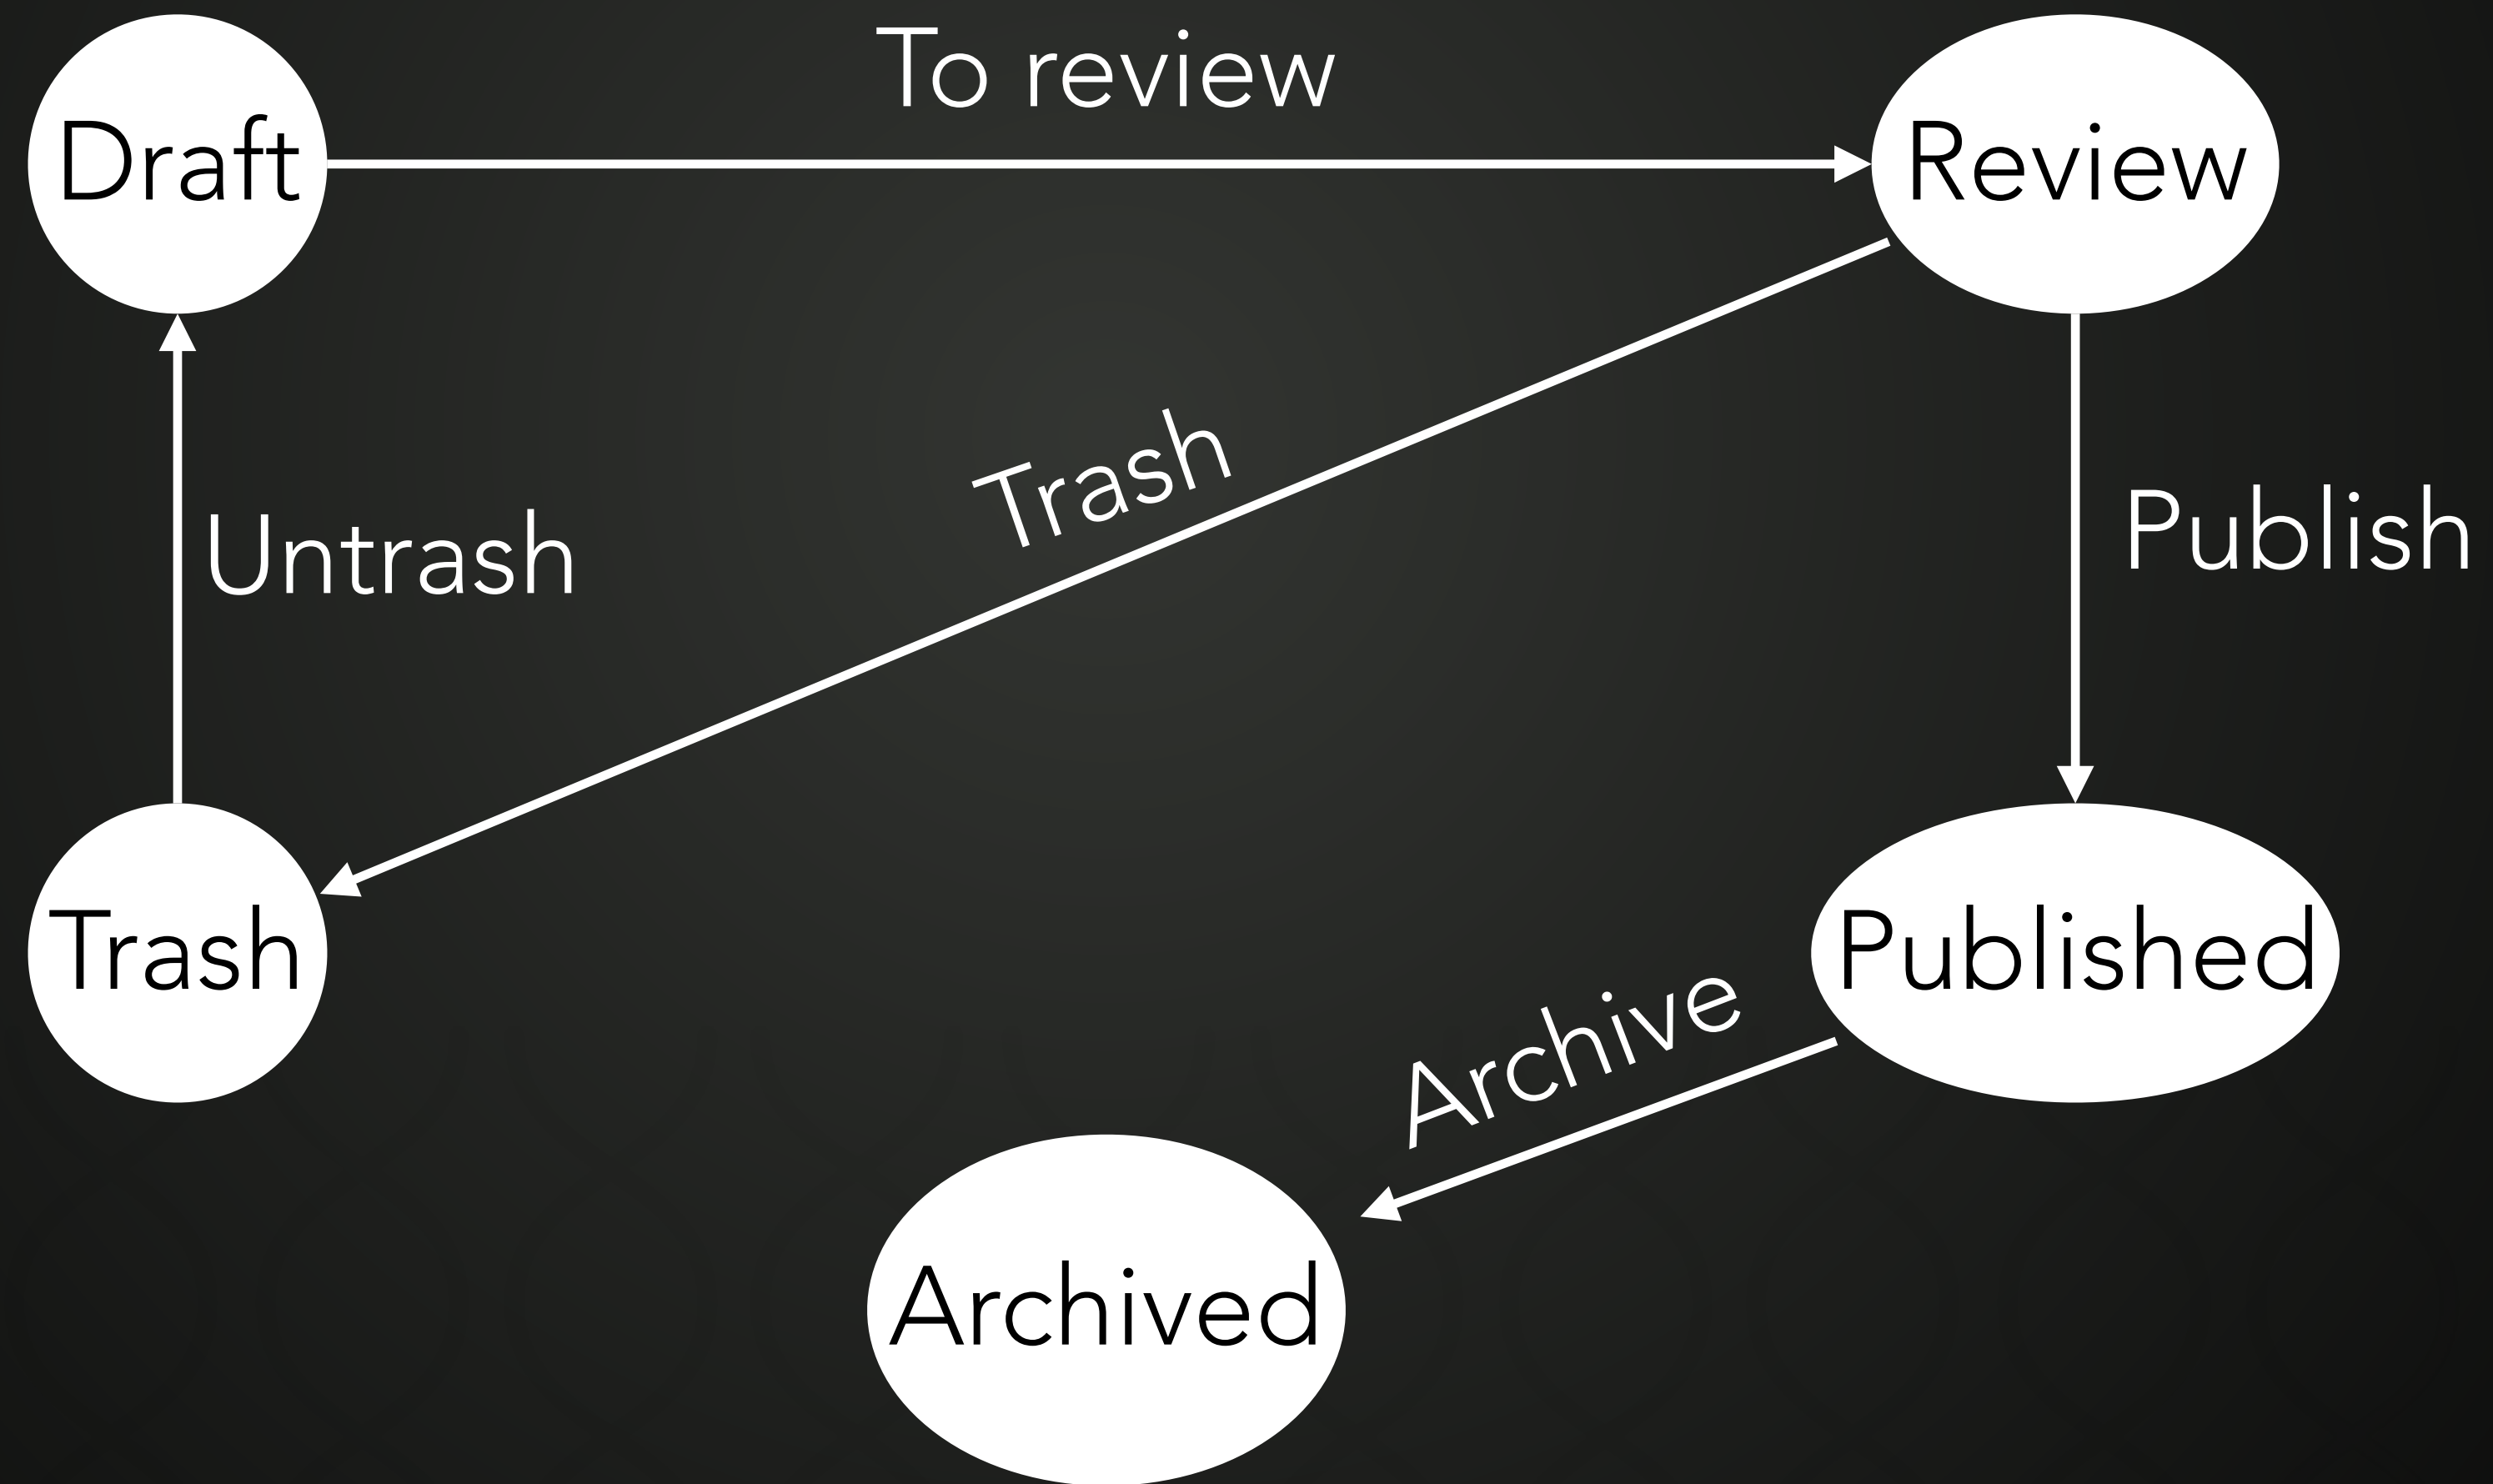 To review
Draft
Review
Trash
Untrash
Publish
Trash
Published
Archive
Archived